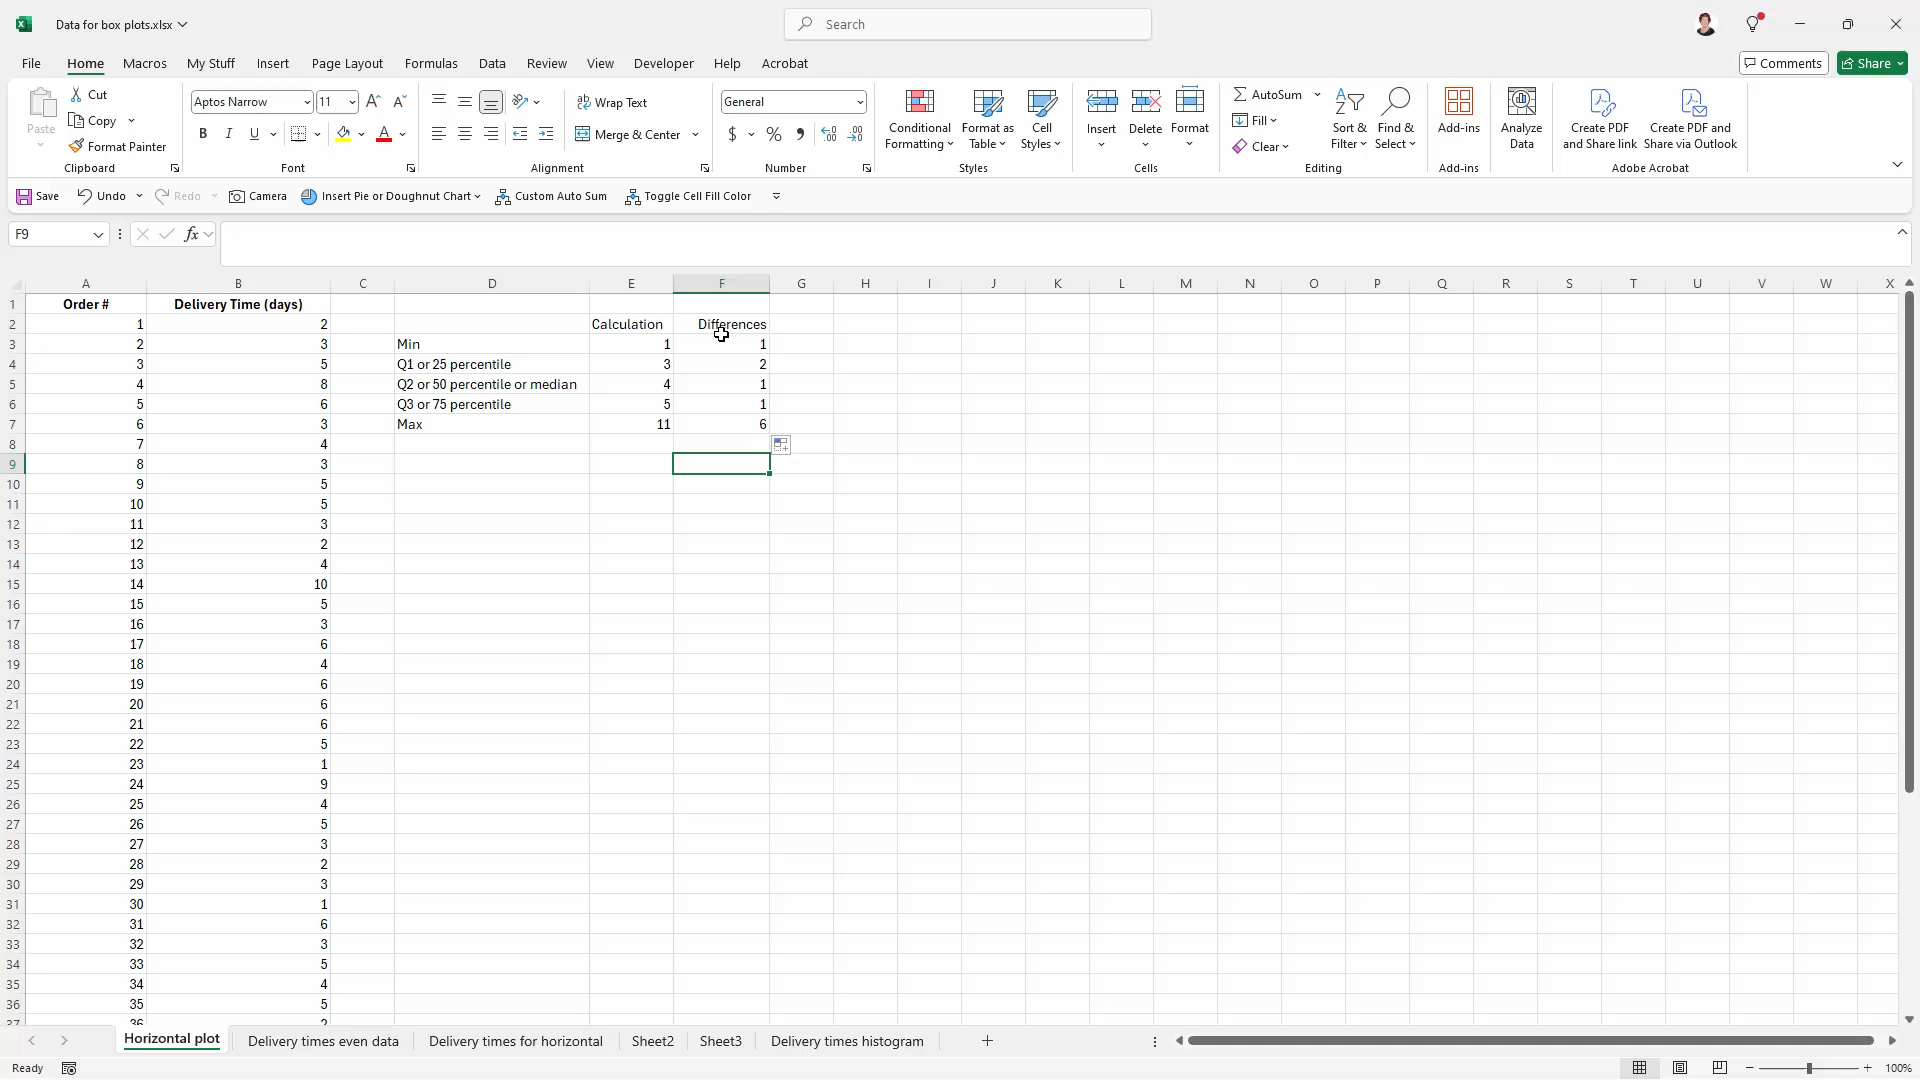 Data for box plots.xlsx
Search
File Home Macros My Stuff Insert Page Layout Formulas Data Review View Developer Help Acrobat
Comments Share
Paste
Cut
Copy
Format Painter
Clipboard
Aptos Narrow 11
B I U
Font
Wrap Text
Merge & Center
Alignment
General
$ % ,
Number
Conditional Formatting
Format as Table
Cell Styles
Styles
Insert Delete Format
Cells
AutoSum
Fill
Clear
Sort & Filter
Find & Select
Editing
Add-ins
Add-ins
Analyze Data
Create PDF and Share link
Create PDF and Share via Outlook
Adobe Acrobat
Save Undo Redo Camera Insert Pie or Doughnut Chart Custom Auto Sum Toggle Cell Fill Color
F9 fx
A B C D E F G H I J K L M N O P Q R S T U V W X
1 Order # Delivery Time (days)
2 1 2 Calculation Differences
3 2 3 Min 1 1
4 3 5 Q1 or 25 percentile 3 2
5 4 8 Q2 or 50 percentile or median 4 1
6 5 6 Q3 or 75 percentile 5 1
7 6 3 Max 11 6
8 7 4
9 8 3
10 9 5
11 10 5
12 11 3
13 12 2
14 13 4
15 14 10
16 15 5
17 16 3
18 17 6
19 18 4
20 19 6
21 20 6
22 21 6
23 22 5
24 23 1
25 24 9
26 25 4
27 26 5
28 27 3
29 28 2
30 29 3
31 30 1
32 31 6
33 32 3
34 33 5
35 34 4
36 35 5
37 36 2
Horizontal plot Delivery times even data Delivery times for horizontal Sheet2 Sheet3 Delivery times histogram
Ready 100%